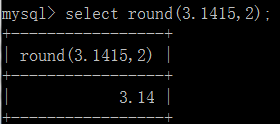 mysql> select round(3.1415,2);
+-----------------+
| round(3.1415,2) |
+-----------------+
|            3.14 |
+-----------------+